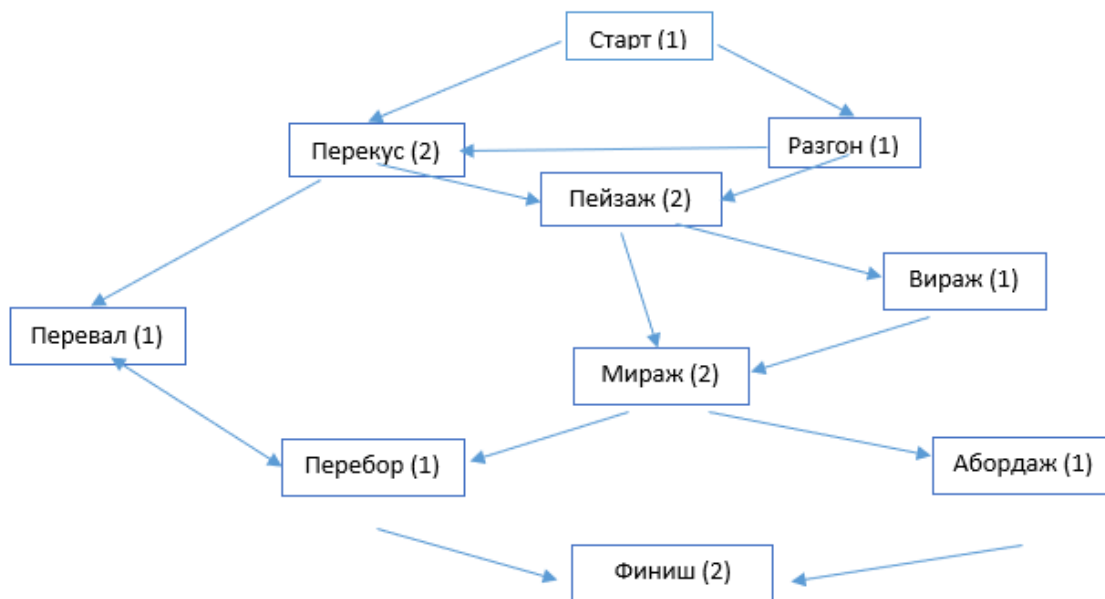 Старт (1)
Перекус (2)
Разгон (1)
Пейзаж (2)
Вираж (1)
Перевал (1)
Мираж (2)
Перебор (1)
Абордаж (1)
Финиш (2)